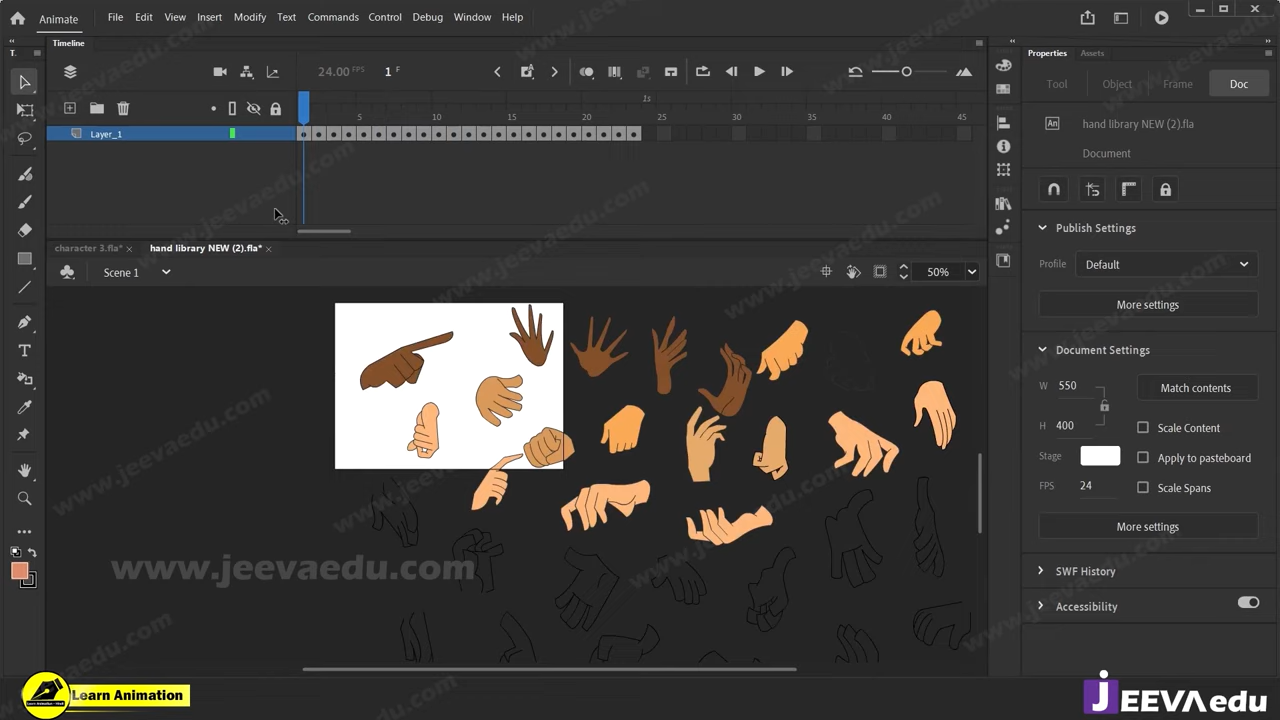 Animate
File Edit View Insert Modify Text Commands Control Debug Window Help
Timeline
24.00 FPS 1 F
1s
5 10 15 20 25 30 35 40 45
Layer_1
character 3.fla* hand library NEW (2).fla*
Scene 1
50%
Properties Assets
Tool Object Frame Doc
An hand library NEW (2).fla
Document
Publish Settings
Profile Default
More settings
Document Settings
W 550 Match contents
H 400 Scale Content
Stage Apply to pasteboard
FPS 24 Scale Spans
More settings
SWF History
Accessibility
www.jeevaedu.com
Learn Animation
JEEVAedu